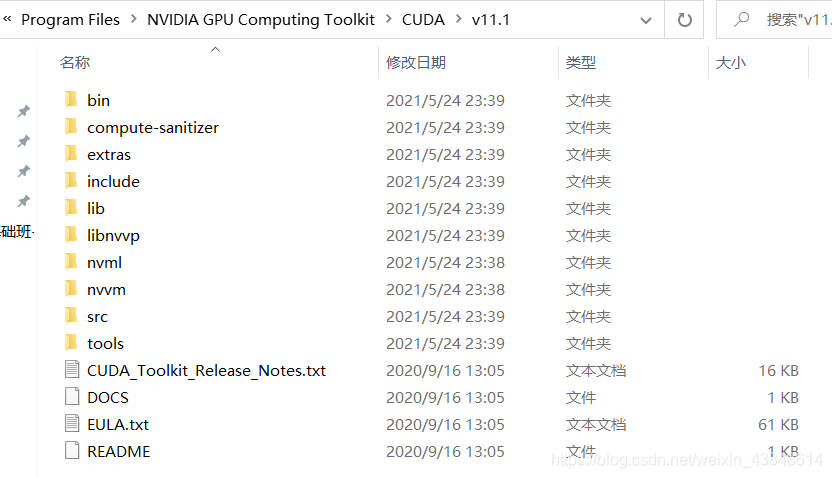 « Program Files > NVIDIA GPU Computing Toolkit > CUDA > v11.1 搜索"v11.
名称 修改日期 类型 大小
bin 2021/5/24 23:39 文件夹
compute-sanitizer 2021/5/24 23:39 文件夹
extras 2021/5/24 23:39 文件夹
include 2021/5/24 23:39 文件夹
lib 2021/5/24 23:39 文件夹
础班- libnvvp 2021/5/24 23:39 文件夹
nvml 2021/5/24 23:38 文件夹
nvvm 2021/5/24 23:38 文件夹
src 2021/5/24 23:39 文件夹
tools 2021/5/24 23:39 文件夹
CUDA_Toolkit_Release_Notes.txt 2020/9/16 13:05 文本文档 16 KB
DOCS 2020/9/16 13:05 文件 1 KB
EULA.txt 2020/9/16 13:05 文本文档 61 KB
README 2020/9/16 13:05 文件 1 KB
https://blog.csdn.net/weixin_43848614